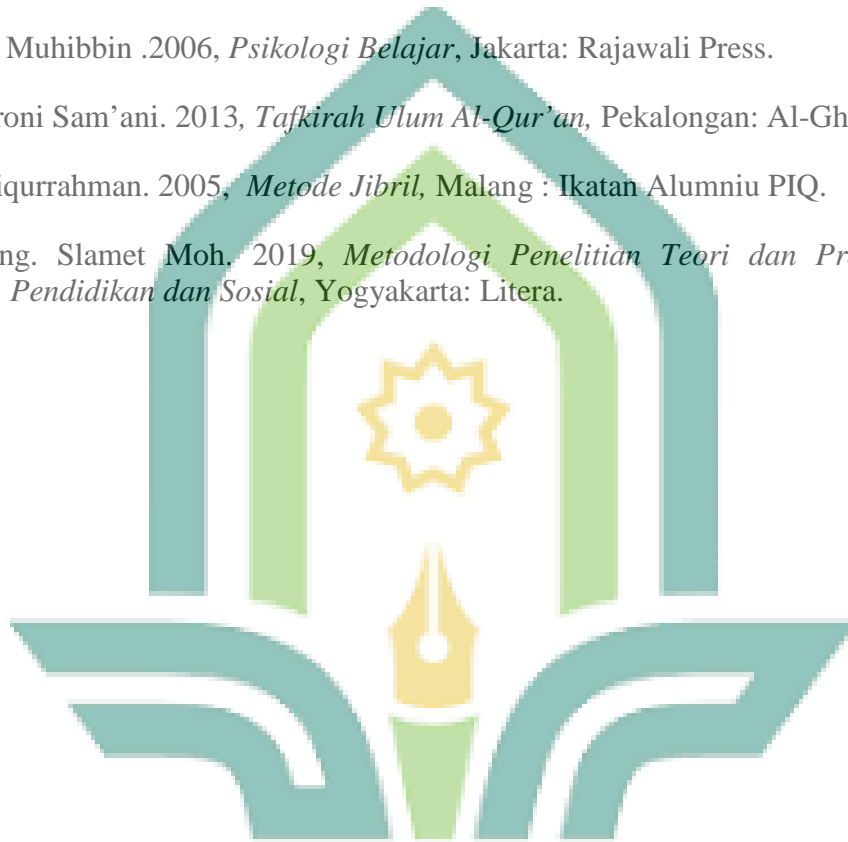 Muhibbin .2006, Psikologi Belajar, Jakarta: Rajawali Press.
roni Sam’ani. 2013, Tafkirah Ulum Al-Qur’an, Pekalongan: Al-Gh
iqurrahman. 2005, Metode Jibril, Malang : Ikatan Alumniu PIQ.
ng. Slamet Moh. 2019, Metodologi Penelitian Teori dan Pr
Pendidikan dan Sosial, Yogyakarta: Litera.